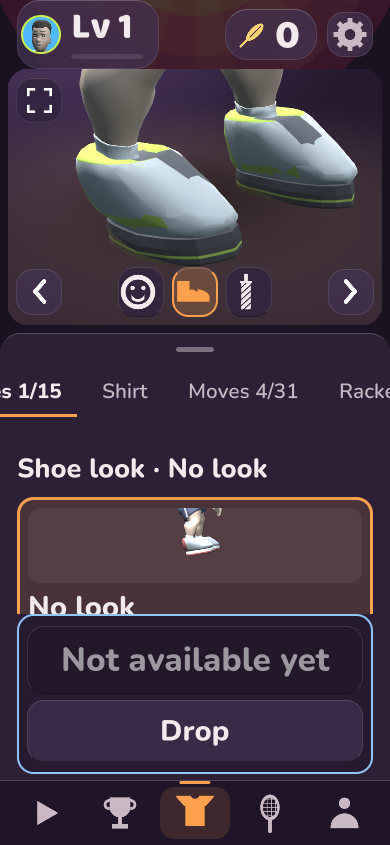 Lv 1
0
es 1/15
Shirt
Moves 4/31
Racke
Shoe look · No look
No look
Not available yet
Drop